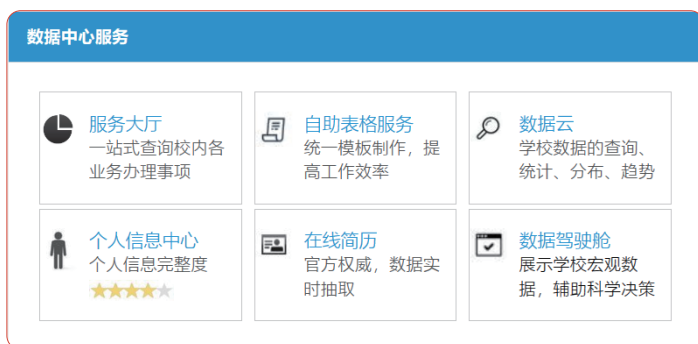 数据中心服务
服务大厅
一站式查询校内各
业务办理事项
自助表格服务
统一模板制作，提
高工作效率
数据云
学校数据的查询、
统计、分布、趋势
个人信息中心
个人信息完整度
在线简历
官方权威，数据实
时抽取
数据驾驶舱
展示学校宏观数
据，辅助科学决策